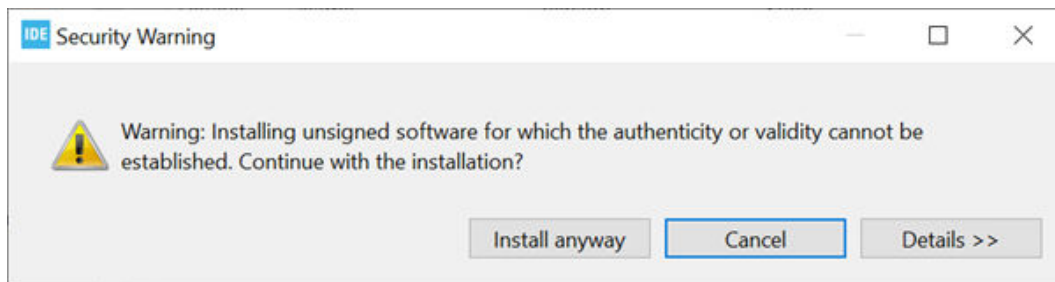 IDE Security Warning
Warning: Installing unsigned software for which the authenticity or validity cannot be
established. Continue with the installation?
Install anyway Cancel Details >>